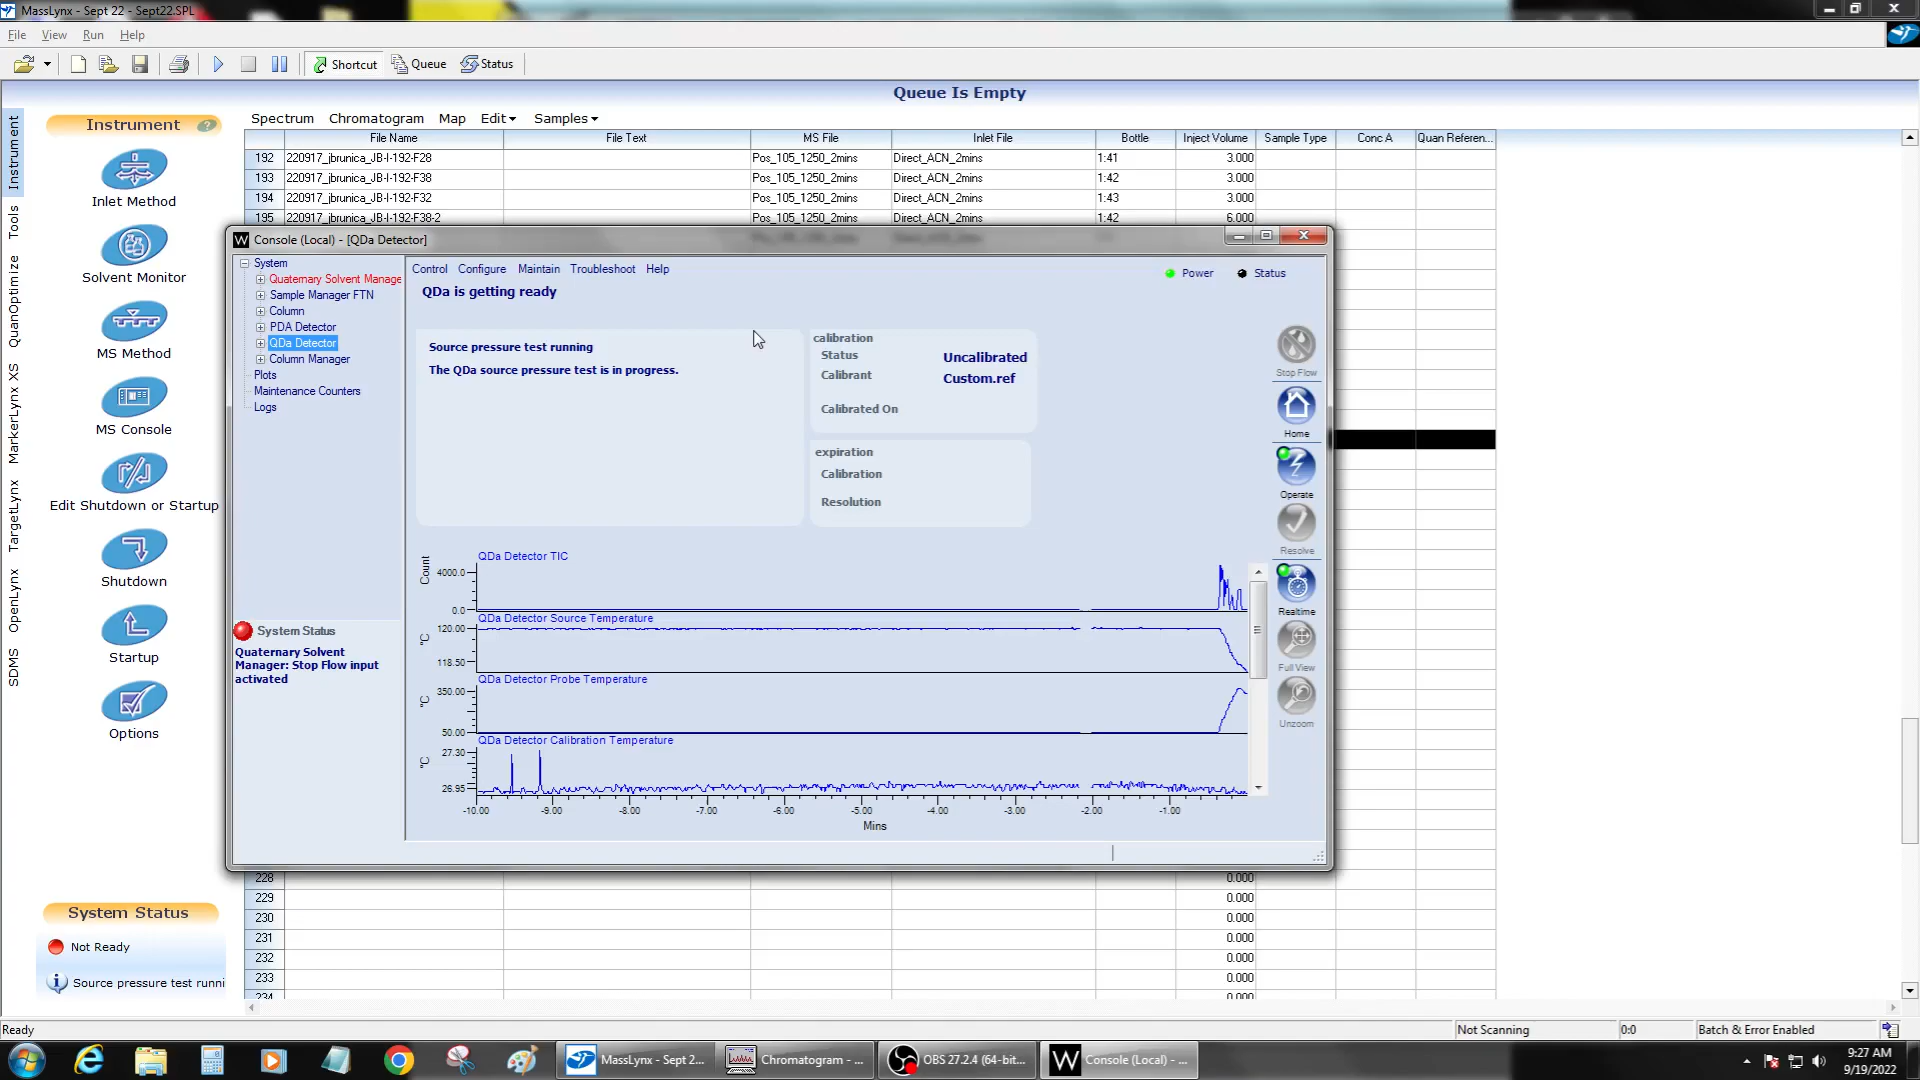 MassLynx - Sept 22 - Sept22.SPL
File View Run Help
Shortcut Queue Status
Queue Is Empty
Instrument
Tools
QuanOptimize
MarkerLynx XS
TargetLynx
OpenLynx
SDMS
Instrument
Inlet Method
Solvent Monitor
MS Method
MS Console
Edit Shutdown or Startup
Shutdown
Startup
Options
System Status
Not Ready
Source pressure test runni
Spectrum Chromatogram Map Edit Samples
File Name File Text MS File Inlet File Bottle Inject Volume Sample Type Conc A Quan Referen...
192 220917_jbrunica_JB-I-192-F28 Pos_105_1250_2mins Direct_ACN_2mins 1:41 3.000
193 220917_jbrunica_JB-I-192-F38 Pos_105_1250_2mins Direct_ACN_2mins 1:42 3.000
194 220917_jbrunica_JB-I-192-F32 Pos_105_1250_2mins Direct_ACN_2mins 1:43 3.000
195 220917_jbrunica_JB-I-192-F38-2 Pos_105_1250_2mins Direct_ACN_2mins 1:42 6.000
Console (Local) - [QDa Detector]
System
Quaternary Solvent Manage
Sample Manager FTN
Column
PDA Detector
QDa Detector
Column Manager
Plots
Maintenance Counters
Logs
System Status
Quaternary Solvent
Manager: Stop Flow input
activated
Control Configure Maintain Troubleshoot Help
Power Status
QDa is getting ready
Source pressure test running
The QDa source pressure test is in progress.
calibration
Status Uncalibrated
Calibrant Custom.ref
Calibrated On
expiration
Calibration
Resolution
Stop Flow
Home
Operate
Resolve
Realtime
Full View
Unzoom
QDa Detector TIC
Count
4000.0
0.0
QDa Detector Source Temperature
°C
120.00
118.50
QDa Detector Probe Temperature
°C
350.00
50.00
QDa Detector Calibration Temperature
°C
27.30
26.95
-10.00 -9.00 -8.00 -7.00 -6.00 -5.00 -4.00 -3.00 -2.00 -1.00
Mins
228 0.000
229 0.000
230 0.000
231 0.000
232 0.000
233 0.000
234 0.000
Ready Not Scanning 0:0 Batch & Error Enabled
MassLynx - Sept 2... Chromatogram - ... OBS 27.2.4 (64-bit... Console (Local) - ...
9:27 AM
9/19/2022